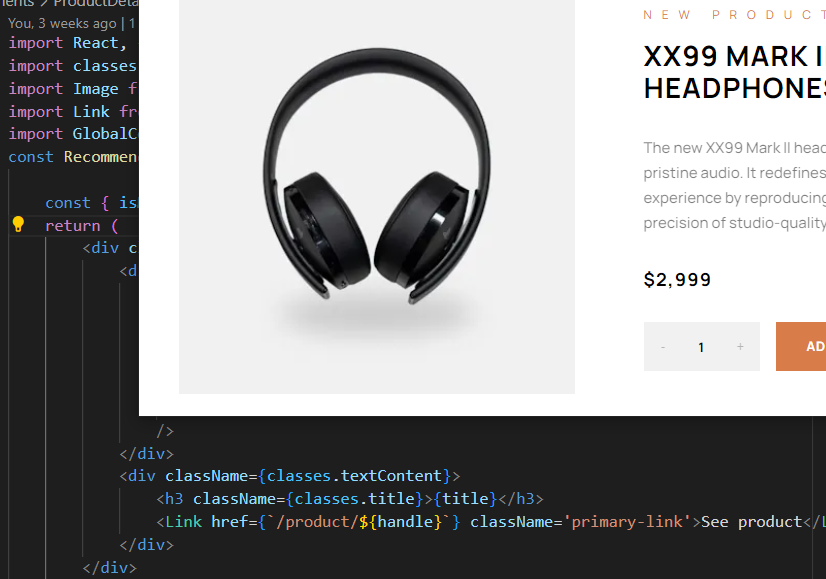 ProductDeta
You, 3 weeks ago | 1
import React,
import classes
import Image f
import Link fr
import GlobalC
const Recommen
const { is
return (
<div c
<d
/>
</div>
<div className={classes.textContent}>
<h3 className={classes.title}>{title}</h3>
<Link href={`/product/${handle}`} className='primary-link'>See product</L
</div>
</div>
NEW PRODUCT
XX99 MARK I
HEADPHONES
The new XX99 Mark II head
pristine audio. It redefines
experience by reproducing
precision of studio-quality
$2,999
- 1 +
AD